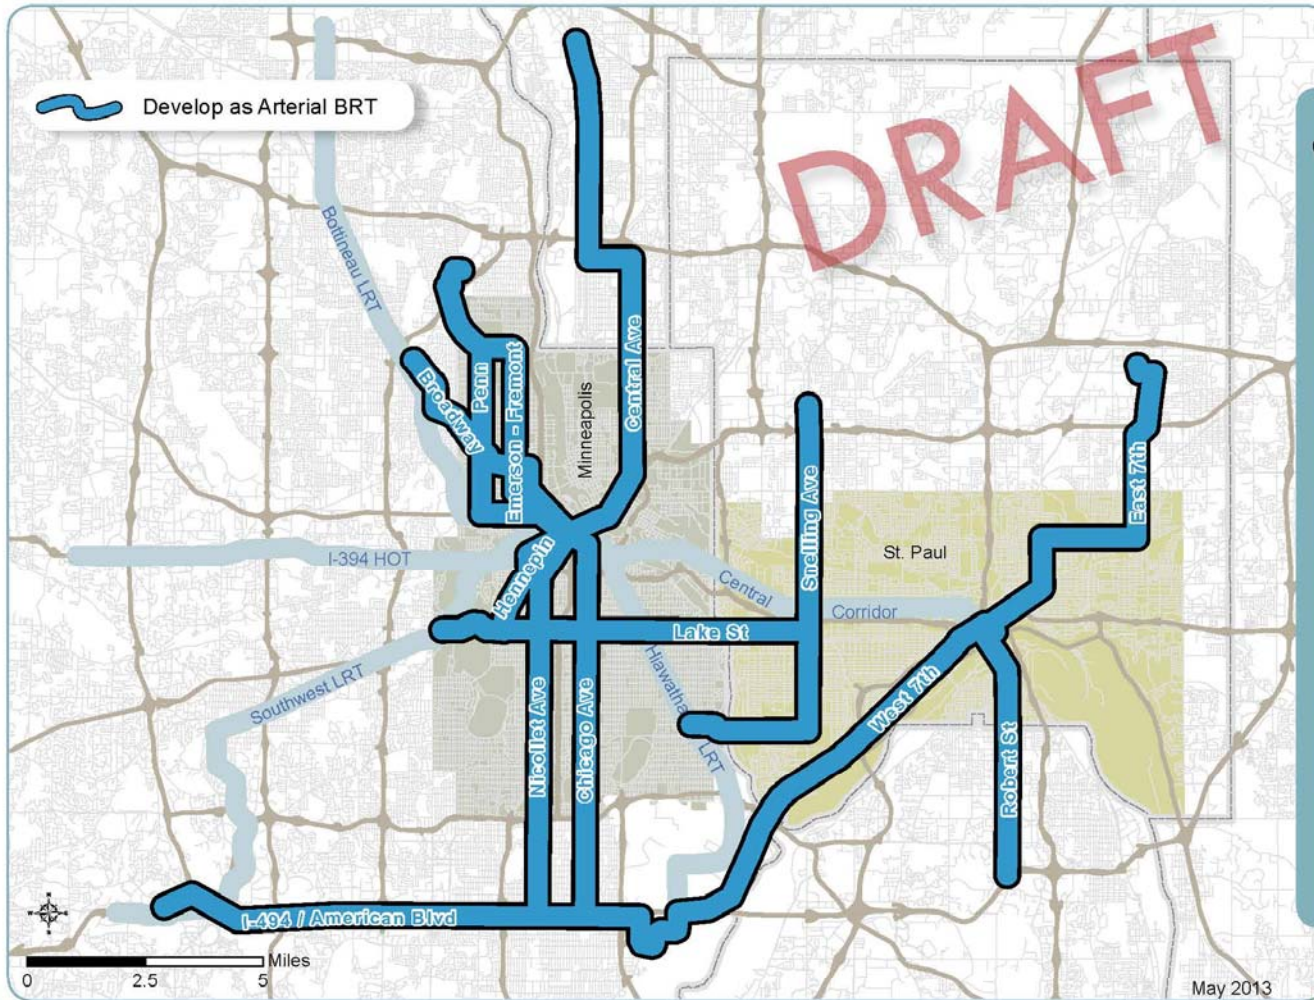 Develop as Arterial BRT
DRAFT
Bottineau LRT
Central Ave
Broadway
Penn
Emerson - Fremont
Minneapolis
Snelling Ave
East 7th
St. Paul
I-394 HOT
Hennepin
Central
Corridor
Lake St
Hiawatha LRT
Southwest LRT
West 7th
Nicollet Ave
Chicago Ave
Robert St
I-494 / American Blvd
Miles
0 2.5 5
May 2013